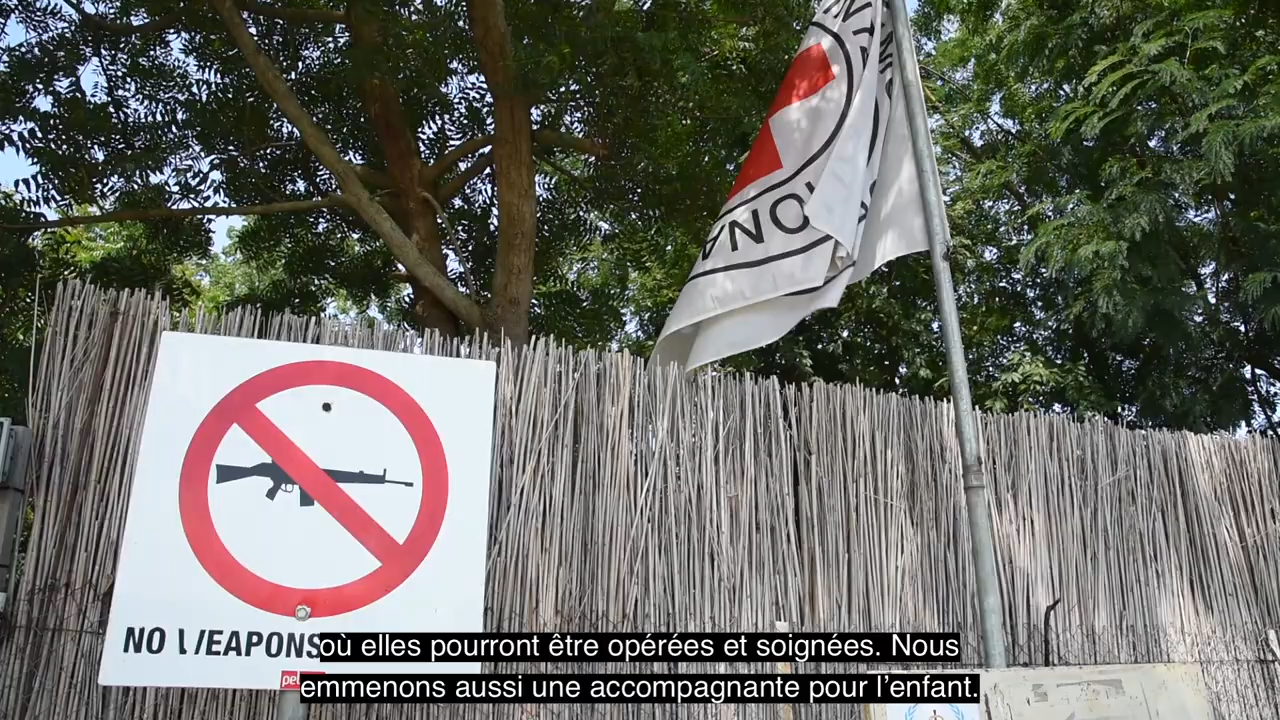 NO WEAPONS
où elles pourront être opérées et soignées. Nous
emmenons aussi une accompagnante pour l'enfant.